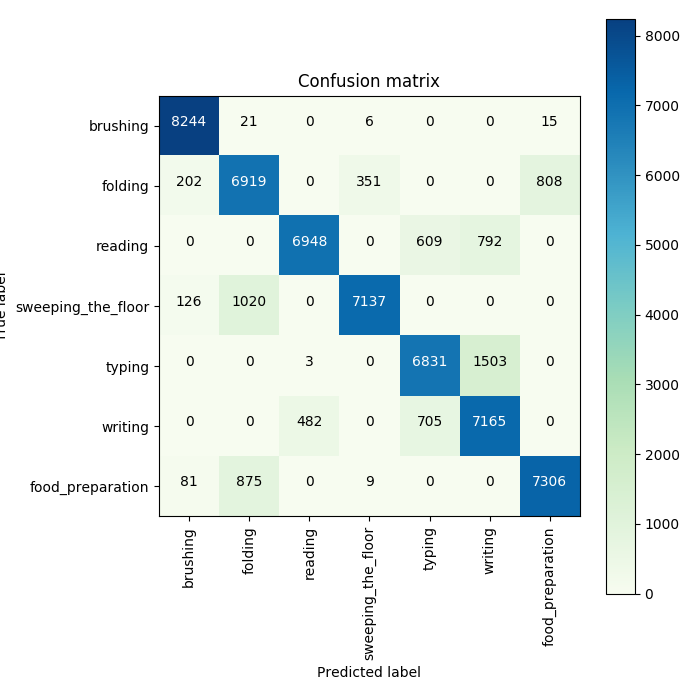 Confusion matrix
brushing 8244 21 0 6 0 0 15
folding 202 6919 0 351 0 0 808
reading 0 0 6948 0 609 792 0
sweeping_the_floor 126 1020 0 7137 0 0 0
typing 0 0 3 0 6831 1503 0
writing 0 0 482 0 705 7165 0
food_preparation 81 875 0 9 0 0 7306
brushing
folding
reading
sweeping_the_floor
typing
writing
food_preparation
Predicted label
True label
8000
7000
6000
5000
4000
3000
2000
1000
0